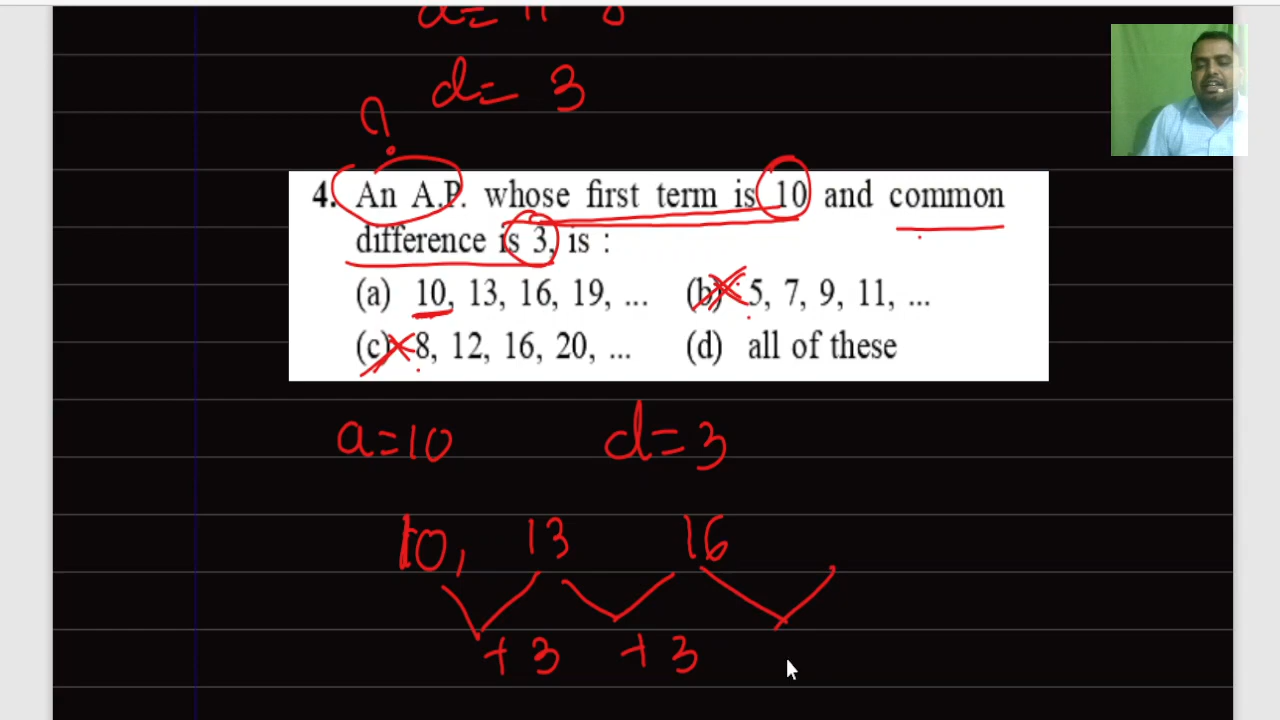 d = 3
?
4. An A.P. whose first term is 10 and common
difference is 3, is :
(a) 10, 13, 16, 19, ... (b) 5, 7, 9, 11, ...
(c) 8, 12, 16, 20, ... (d) all of these
a=10 d=3
10, 13 16
+3 +3